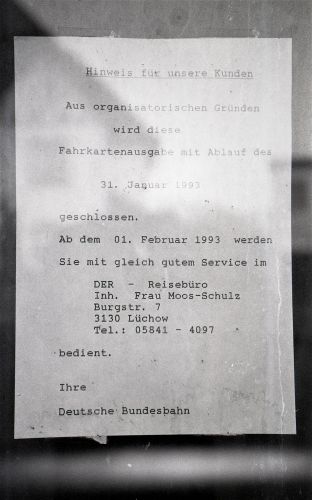 Hinweis für unsere Kunden
Aus organisatorischen Gründen
wird diese
Fahrkartenausgabe mit Ablauf des
31. Januar 1993
geschlossen.
Ab dem 01. Februar 1993 werden
Sie mit gleich gutem Service im
DER - Reisebüro
Inh. Frau Moos-Schulz
Burgstr. 7
3130 Lüchow
Tel.: 05841 - 4097
bedient.
Ihre
Deutsche Bundesbahn